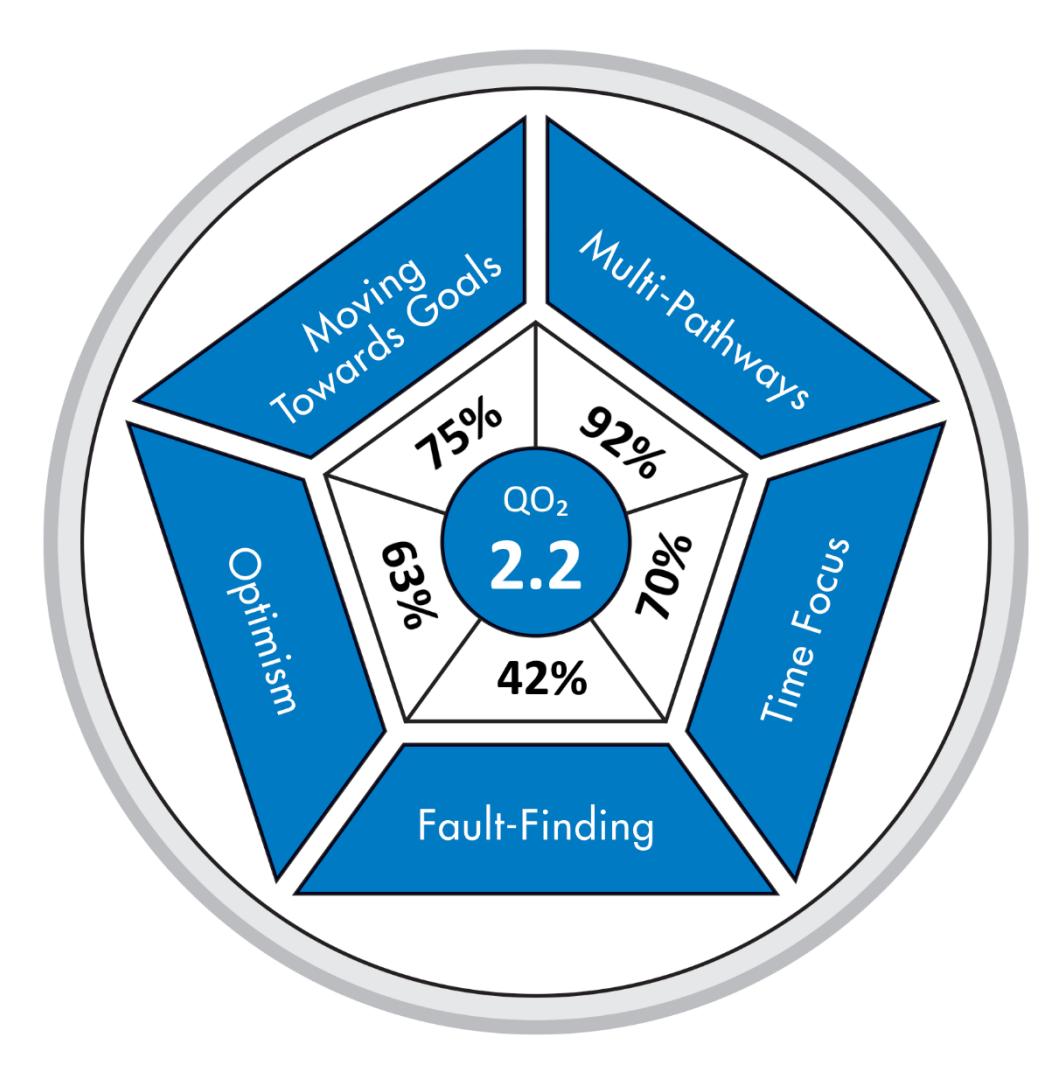 Moving
Towards Goals
Multi-Pathways
75%
92%
QO₂
2.2
63%
70%
42%
Optimism
Time Focus
Fault-Finding